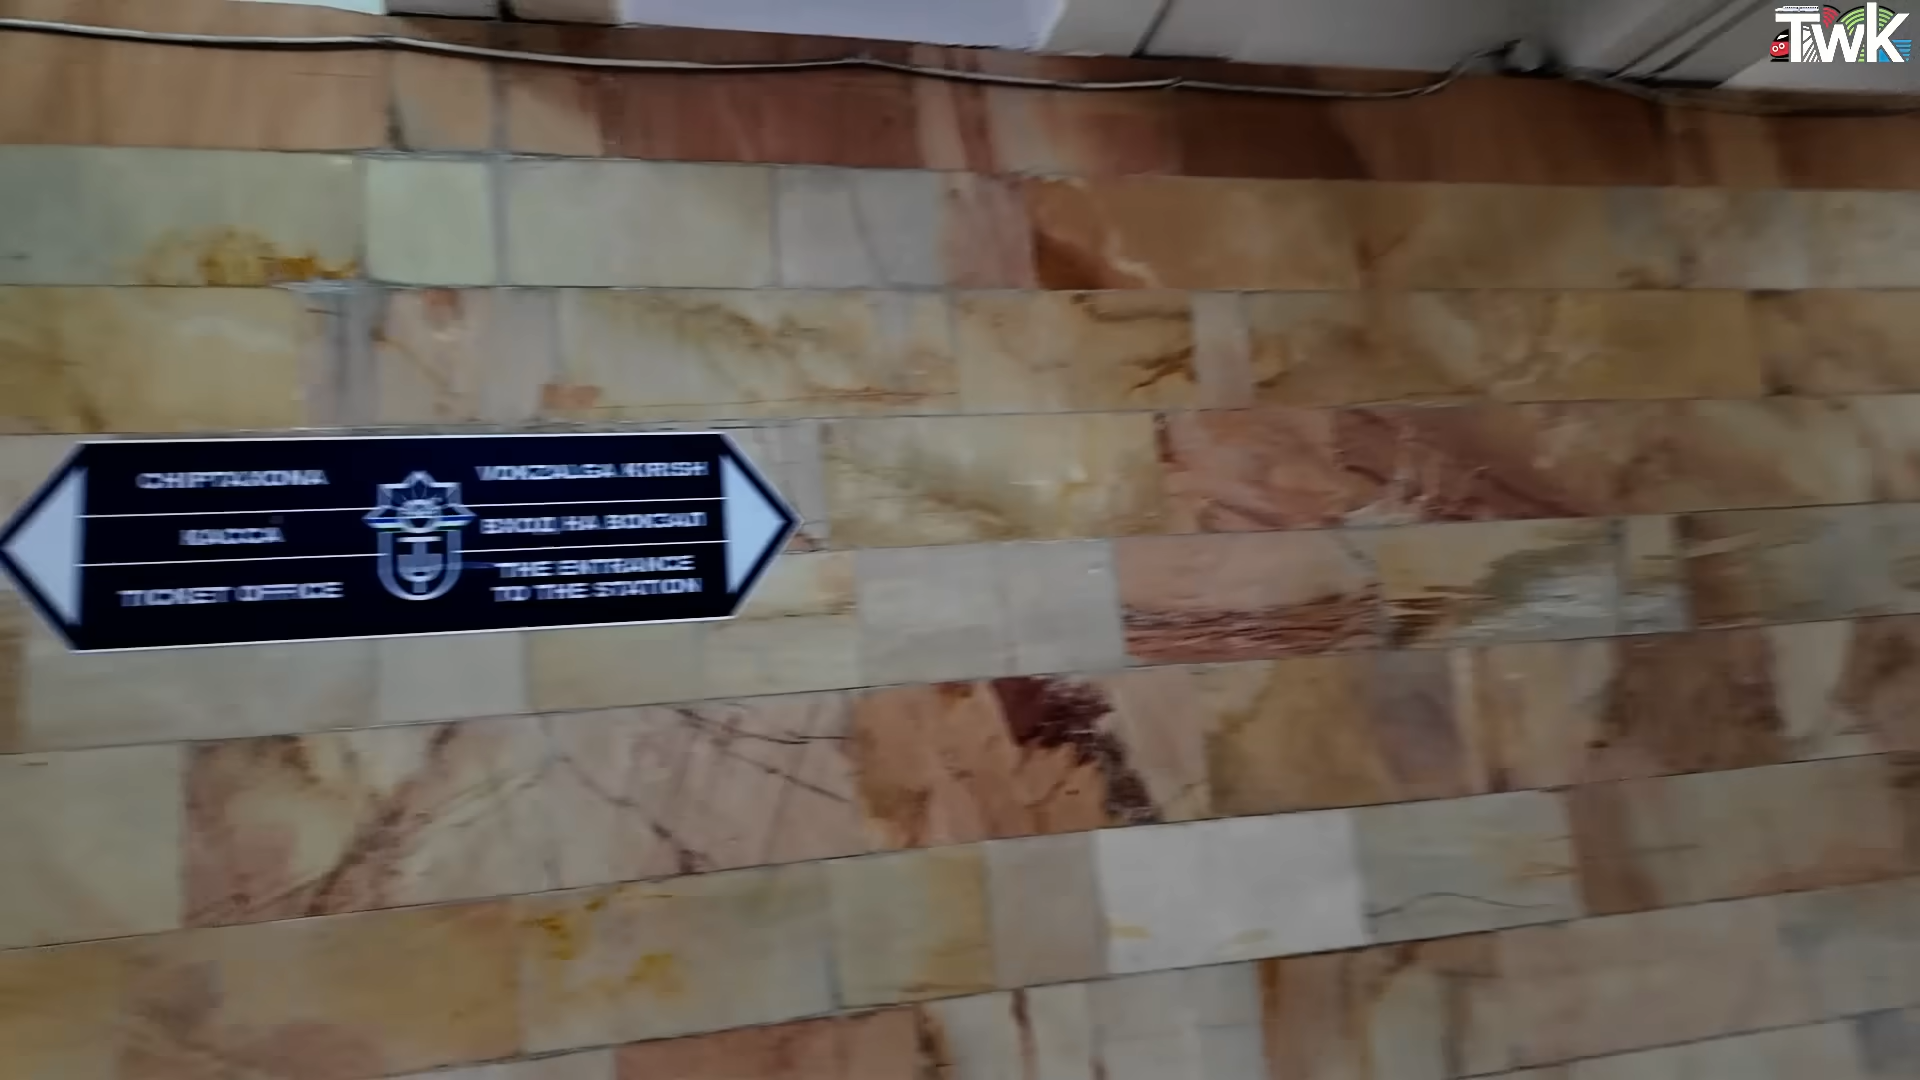 CHIPTAXONA
КАССА
TICKET OFFICE
VOKZALGA KIRISH
ВХОД НА ВОКЗАЛ
THE ENTRANCE
TO THE STATION
TWK